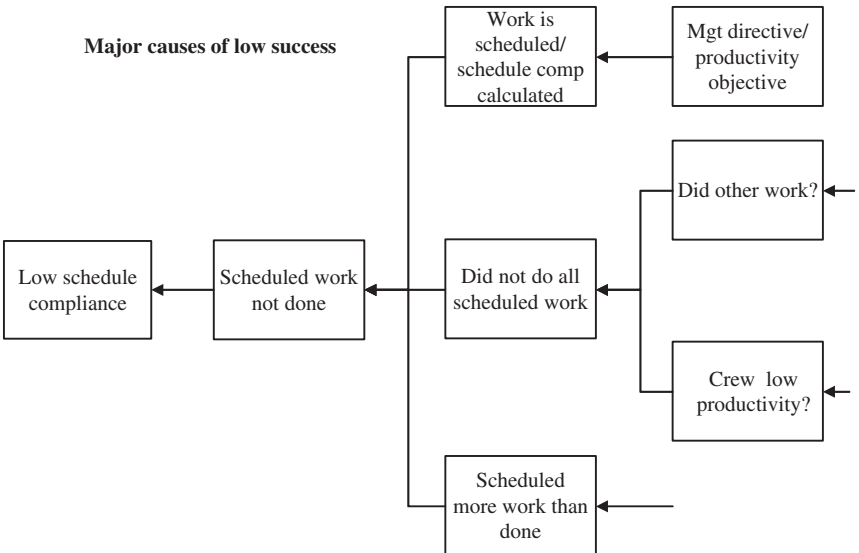 Major causes of low success
Work is
scheduled/
schedule comp
calculated
Mgt directive/
productivity
objective
Did other work?
Low schedule
compliance
Scheduled work
not done
Did not do all
scheduled work
Crew low
productivity?
Scheduled
more work than
done